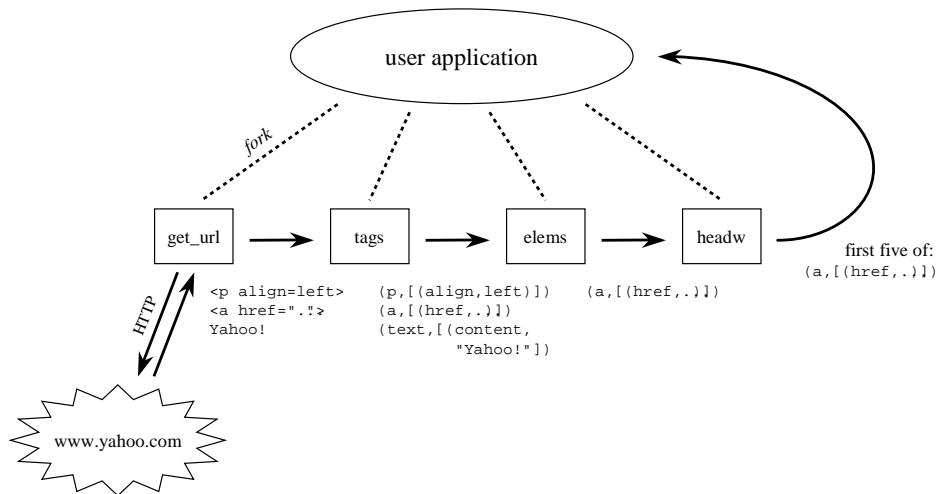 user application
fork
get_url
tags
elems
headw
first five of:
(a,[(href,..)])
HTTP
<p align=left>
<a href="..">
Yahoo!
(p,[(align,left)])
(a,[(href,..)])
(text,[(content,
"Yahoo!"])
(a,[(href,..)])
www.yahoo.com